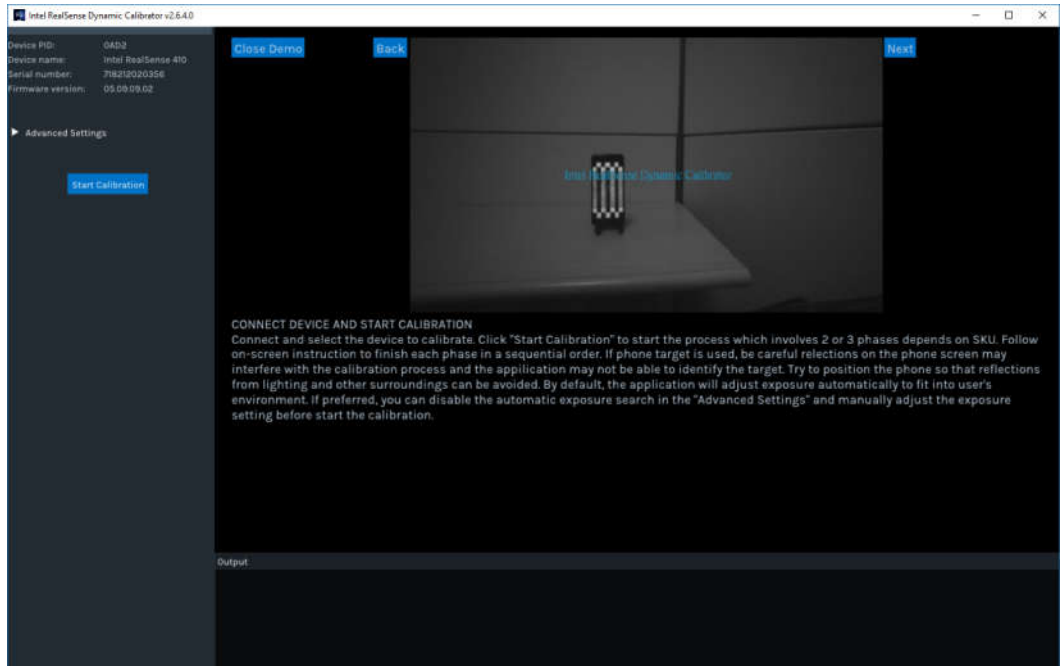 Intel RealSense Dynamic Calibrator v2.6.4.0
Device PID: 0AD2
Device name: Intel RealSense 410
Serial number: 718212020356
Firmware version: 05.09.09.02
Advanced Settings
Start Calibration
Close Demo
Back
Next
Intel RealSense Dynamic Calibrator
CONNECT DEVICE AND START CALIBRATION
Connect and select the device to calibrate. Click "Start Calibration" to start the process which involves 2 or 3 phases depends on SKU. Follow
on-screen instruction to finish each phase in a sequential order. If phone target is used, be careful relections on the phone screen may
interfere with the calibration process and the appilication may not be able to identify the target. Try to position the phone so that reflections
from lighting and other surroundings can be avoided. By default, the application will adjust exposure automatically to fit into user's
environment. If preferred, you can disable the automatic exposure search in the "Advanced Settings" and manually adjust the exposure
setting before start the calibration.
Output